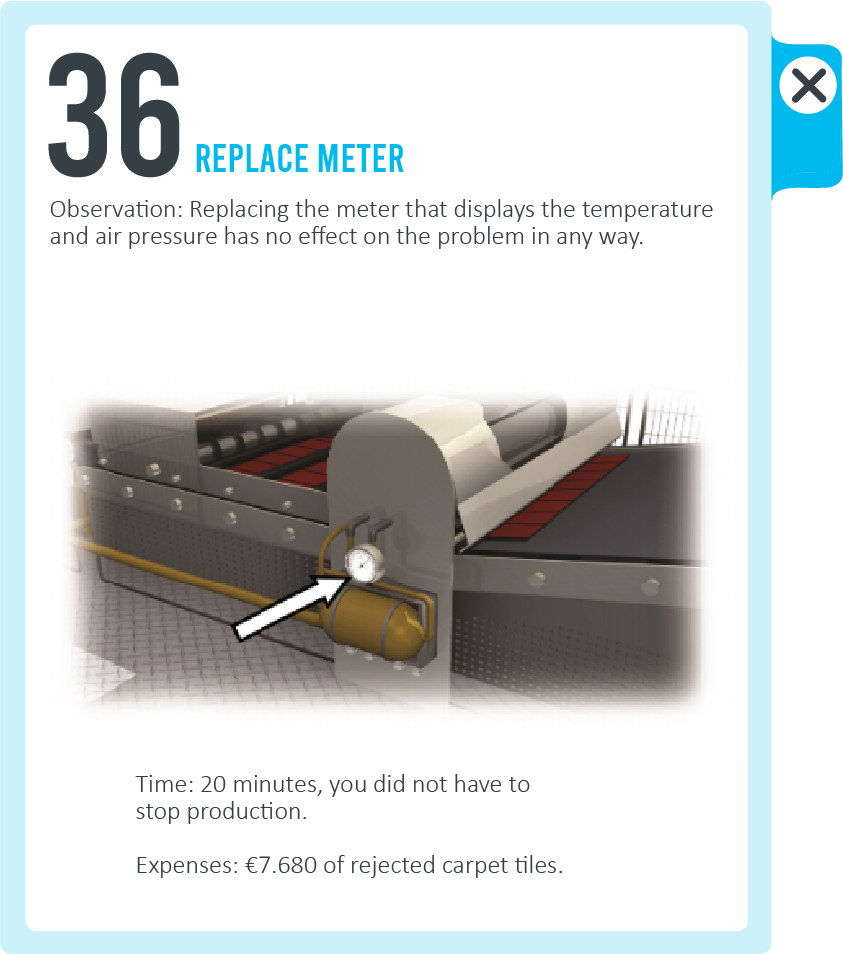 36 REPLACE METER
Observation: Replacing the meter that displays the temperature
and air pressure has no effect on the problem in any way.
Time: 20 minutes, you did not have to
stop production.
Expenses: €7.680 of rejected carpet tiles.